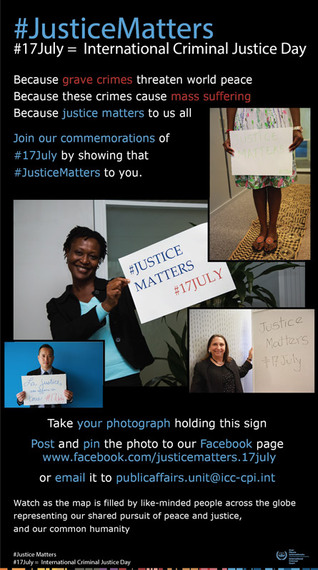 #JusticeMatters
#17July = International Criminal Justice Day
Because grave crimes threaten world peace
Because these crimes cause mass suffering
Because justice matters to us all
Join our commemorations of
#17July by showing that
#JusticeMatters to you.
#JUSTICE
MATTERS
#17JULY
Justice
Matters
#17July
Take your photograph holding this sign
Post and pin the photo to our Facebook page
www.facebook.com/justicematters.17july
or email it to publicaffairs.unit@icc-cpi.int
Watch as the map is filled by like-minded people across the globe
representing our shared pursuit of peace and justice,
and our common humanity
#Justice Matters
#17July = International Criminal Justice Day